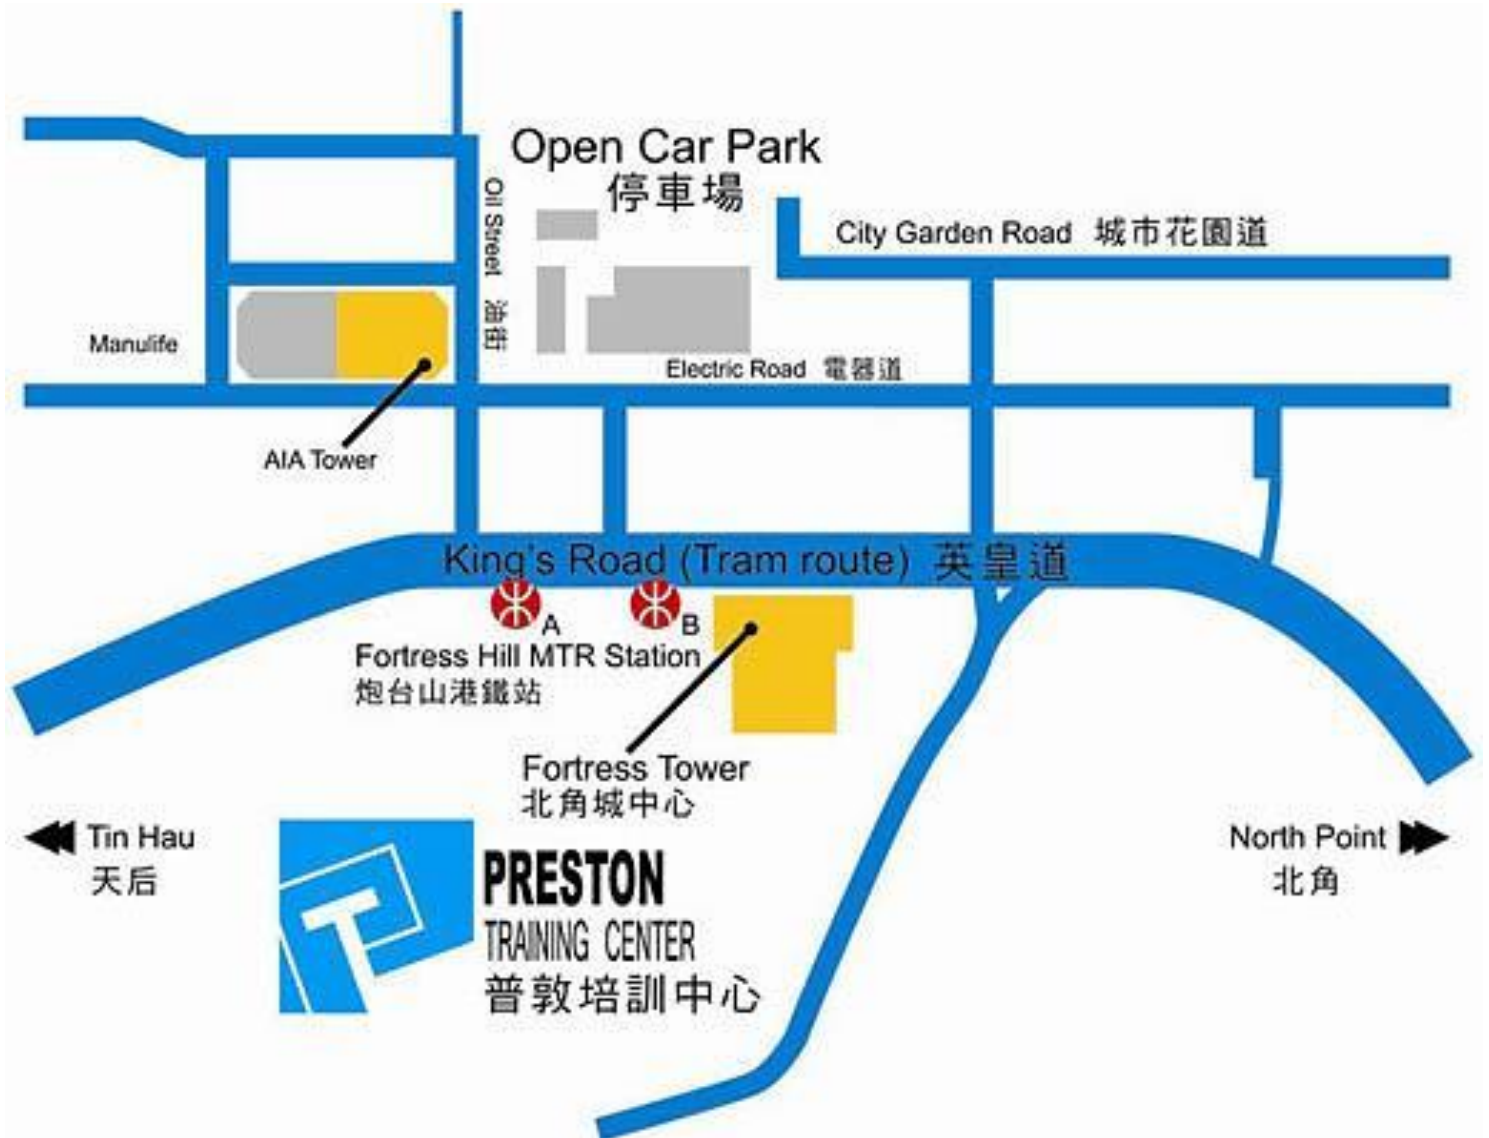 Open Car Park
停車場
Oil Street 油街
City Garden Road 城市花園道
Manulife
Electric Road 電器道
AIA Tower
King's Road (Tram route) 英皇道
A
B
Fortress Hill MTR Station
炮台山港鐵站
Fortress Tower
北角城中心
Tin Hau
天后
North Point
北角
PRESTON
TRAINING CENTER
普敦培訓中心